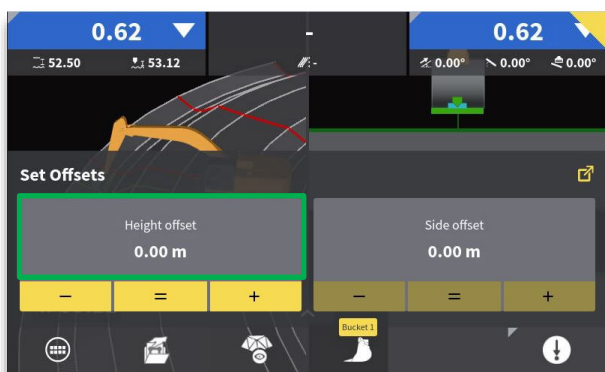 0.62
-
0.62
52.50
53.12
-
0.00°
0.00°
0.00°
Set Offsets
Height offset
0.00 m
Side offset
0.00 m
−
=
+
−
=
+
Bucket 1